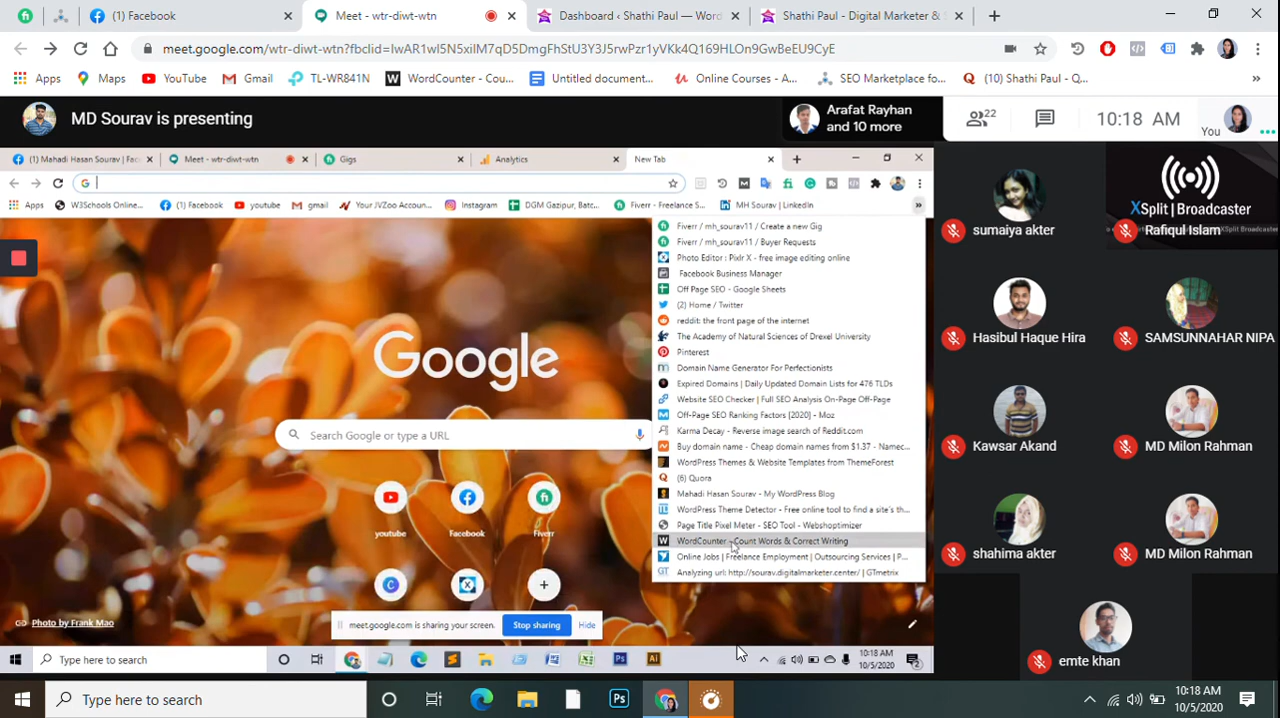 (1) Facebook
Meet - wtr-diwt-wtn
Dashboard ‹ Shathi Paul — Word
Shathi Paul - Digital Marketer &
meet.google.com/wtr-diwt-wtn?fbclid=IwAR1wl5N5xilM7qD5DmgFhStU3Y3J5rwPzr1yVKk4Q169HLOn9GwBeEU9CyE
Apps
Maps
YouTube
Gmail
TL-WR841N
WordCounter - Cou...
Untitled document...
Online Courses - A...
SEO Marketplace fo...
(10) Shathi Paul - Q...
MD Sourav is presenting
Arafat Rayhan
and 10 more
22
10:18 AM
You
(1) Mahadi Hasan Sourav | Fac
Meet - wtr-diwt-wtn
Gigs
Analytics
New Tab
Apps
W3Schools Online...
(1) Facebook
youtube
gmail
Your JVZoo Accoun...
Instagram
DGM Gazipur, Batc...
Fiverr - Freelance S...
MH Sourav | LinkedIn
Fiverr / mh_sourav11 / Create a new Gig
Fiverr / mh_sourav11 / Buyer Requests
Photo Editor : Pixlr X - free image editing online
Facebook Business Manager
Off Page SEO - Google Sheets
(2) Home / Twitter
reddit: the front page of the internet
The Academy of Natural Sciences of Drexel University
Pinterest
Domain Name Generator For Perfectionists
Expired Domains | Daily Updated Domain Lists for 476 TLDs
Website SEO Checker | Full SEO Analysis On-Page Off-Page
Off-Page SEO Ranking Factors [2020] - Moz
Karma Decay - Reverse image search of Reddit.com
Buy domain name - Cheap domain names from $1.37 - Namec...
WordPress Themes & Website Templates from ThemeForest
(6) Quora
Mahadi Hasan Sourav - My WordPress Blog
WordPress Theme Detector - Free online tool to find a site's th...
Page Title Pixel Meter - SEO Tool - Webshoptimizer
WordCounter - Count Words & Correct Writing
Online Jobs | Freelance Employment | Outsourcing Services | P...
Analyzing url: http://sourav.digitalmarketer.center/ | GTmetrix
Google
Search Google or type a URL
youtube
Facebook
Fiverr
Photo by Frank Mao
meet.google.com is sharing your screen.
Stop sharing
Hide
Type here to search
10:18 AM
10/5/2020
sumaiya akter
XSplit|Broadcaster
Rafiqul Islam
Hasibul Haque Hira
SAMSUNNAHAR NIPA
Kawsar Akand
MD Milon Rahman
shahima akter
MD Milon Rahman
emte khan
Type here to search
10:18 AM
10/5/2020